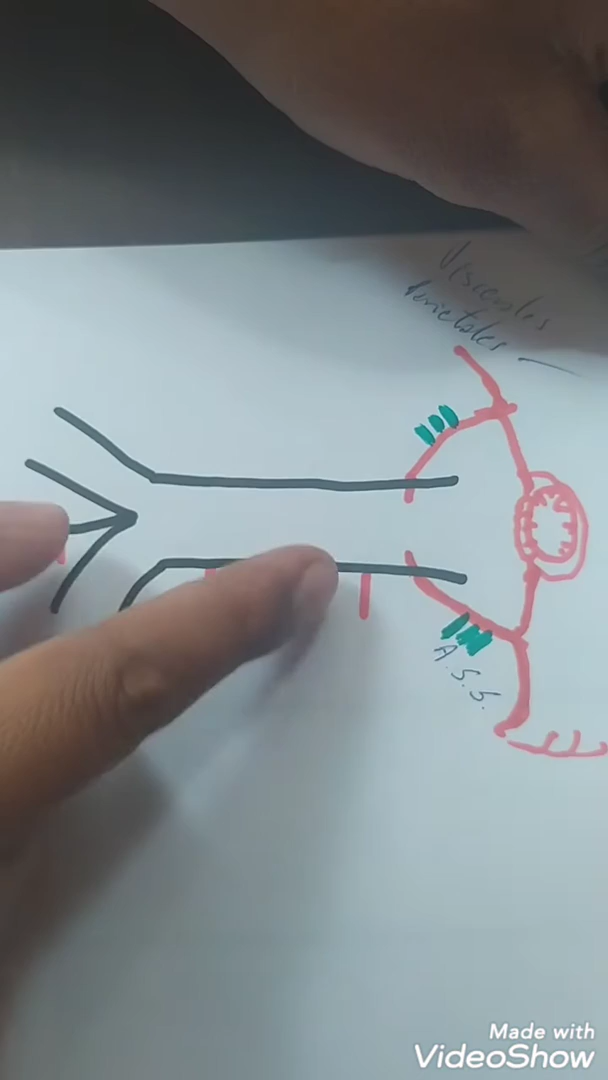 Viscerales
Parietales –
A.S.S.
Made with
VideoShow